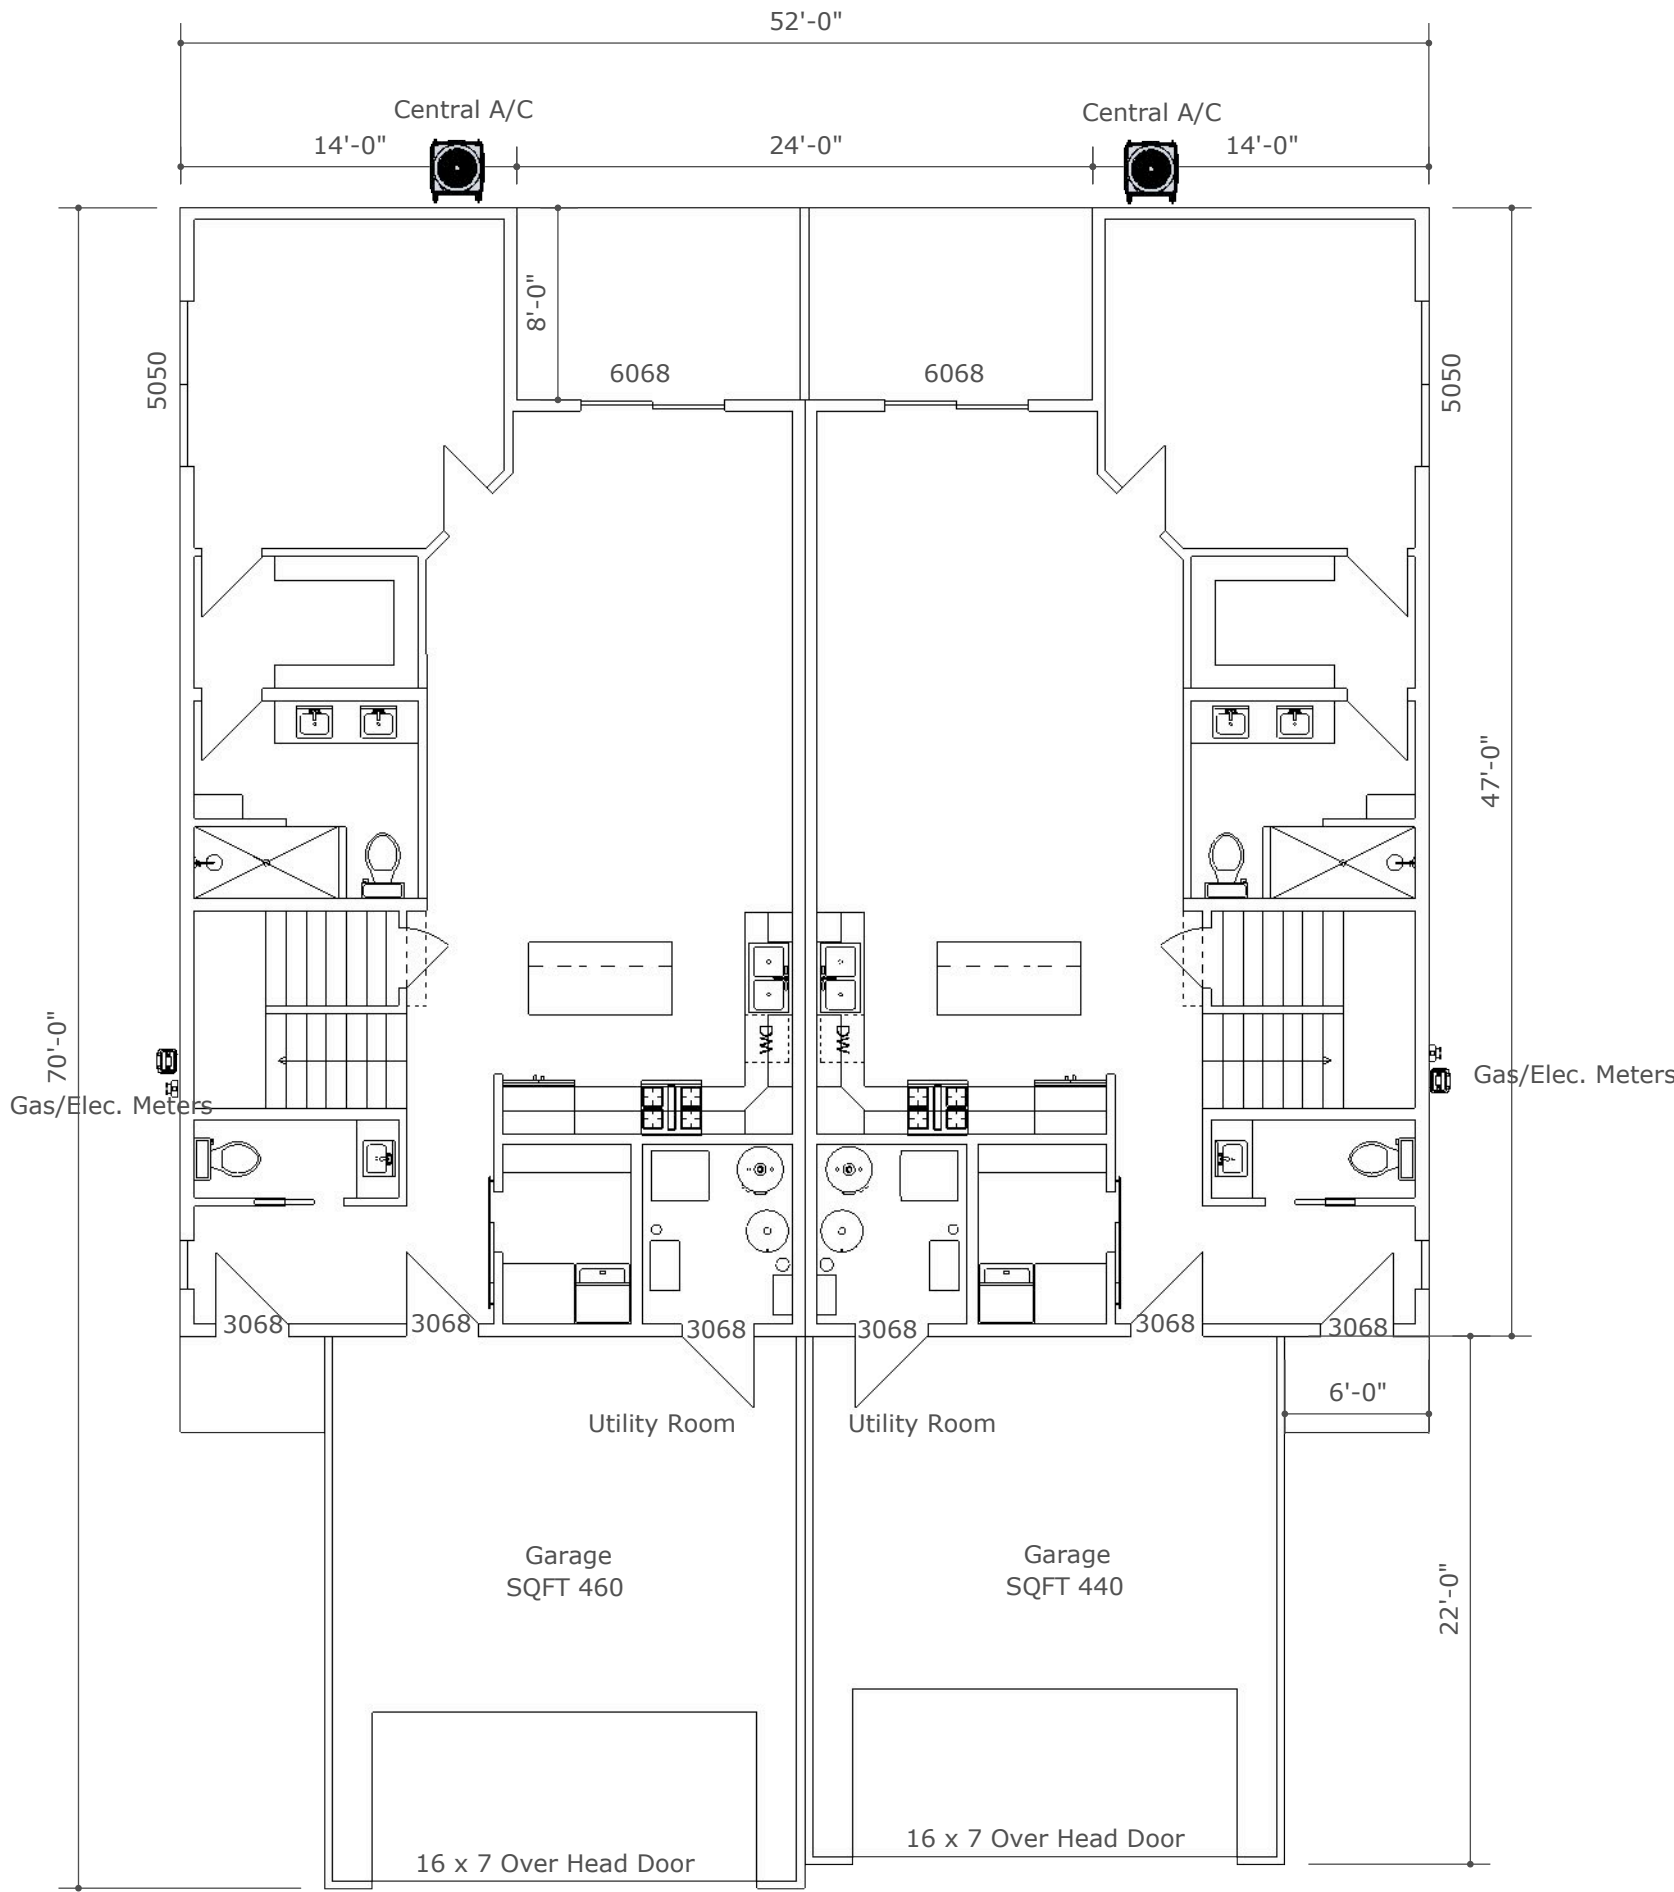 52'-0"
Central A/C
Central A/C
14'-0"
24'-0"
14'-0"
8'-0"
5050
6068
6068
5050
47'-0"
70'-0"
DW
DW
Gas/Elec. Meters
Gas/Elec. Meters
3068
3068
3068
3068
3068
3068
6'-0"
Utility Room
Utility Room
Garage
SQFT 460
Garage
SQFT 440
22'-0"
16 x 7 Over Head Door
16 x 7 Over Head Door